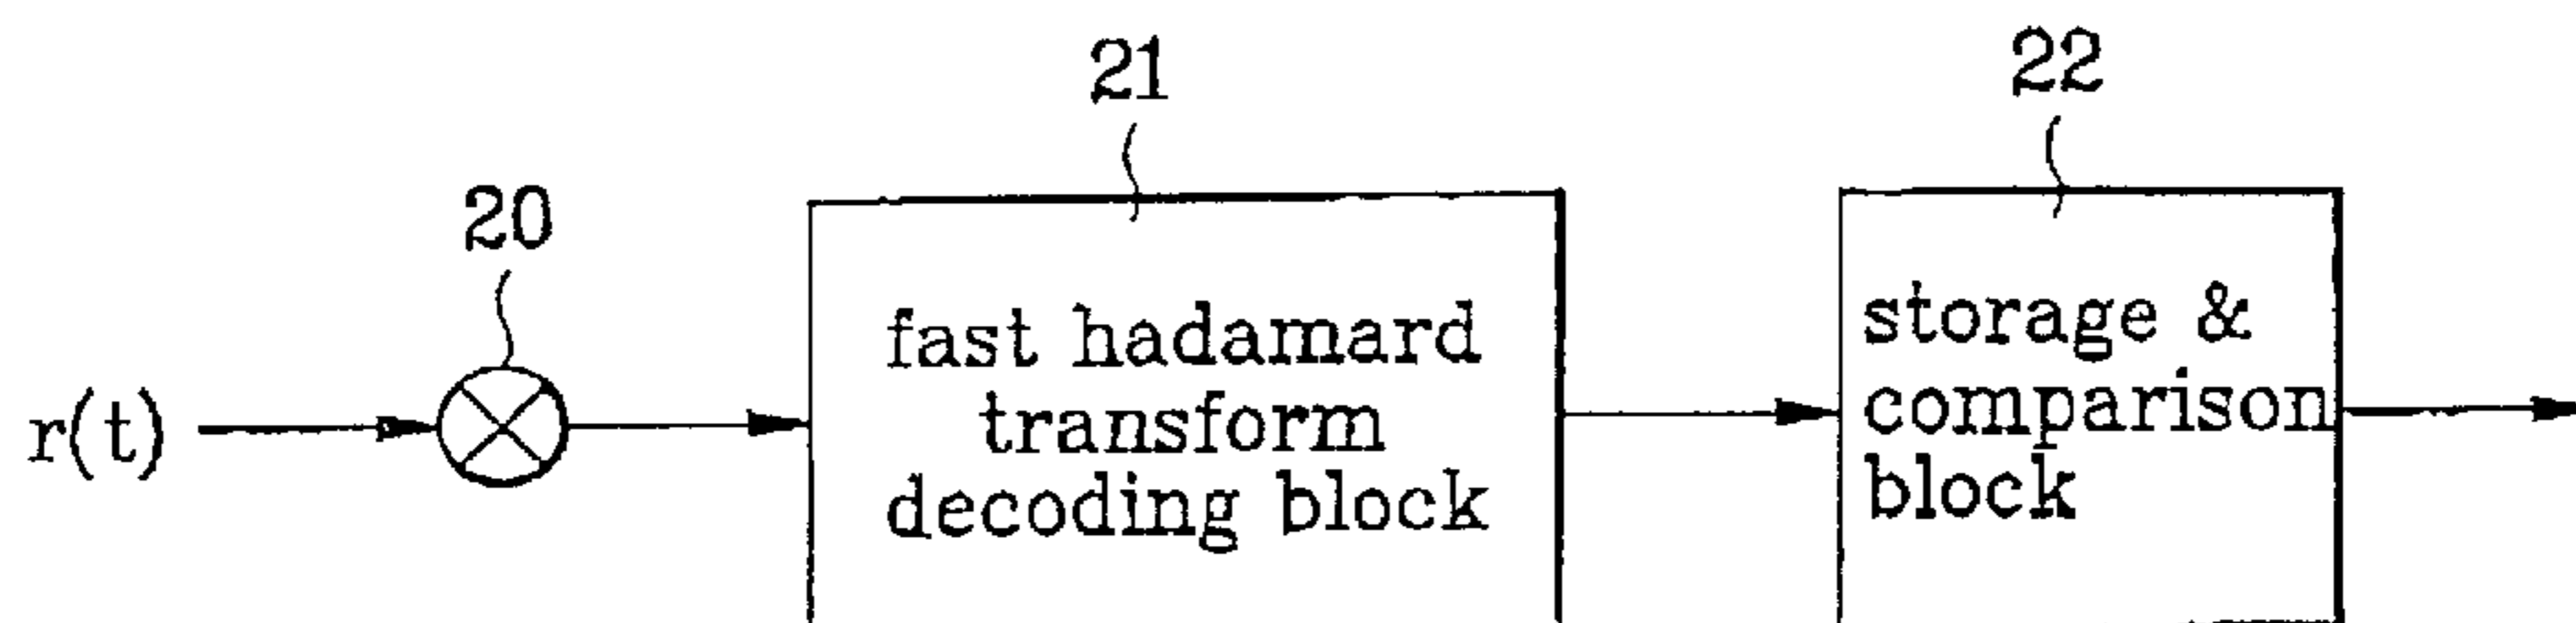 21
22
20
r(t)
fast hadamard
transform
decoding block
storage &
comparison
block